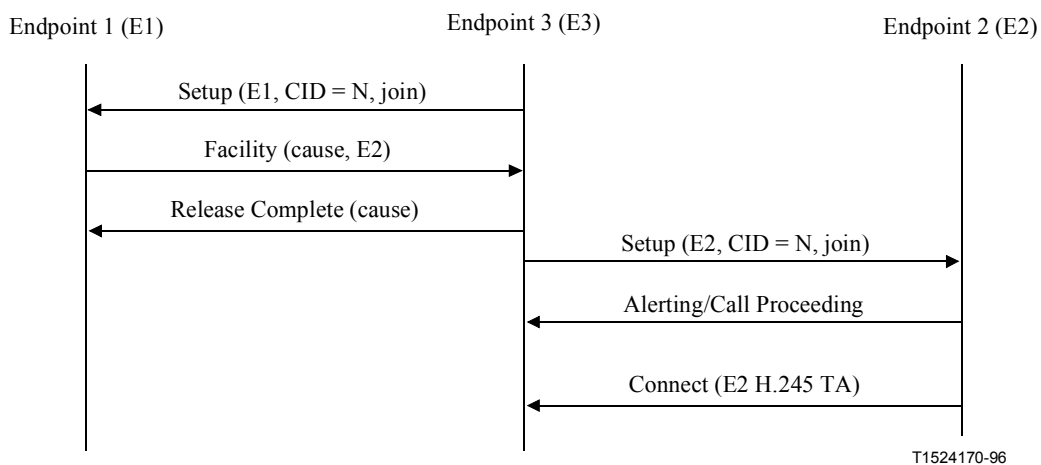 Endpoint 1 (E1)
Endpoint 3 (E3)
Endpoint 2 (E2)
Setup (E1, CID = N, join)
Facility (cause, E2)
Release Complete (cause)
Setup (E2, CID = N, join)
Alerting/Call Proceeding
Connect (E2 H.245 TA)
T1524170-96